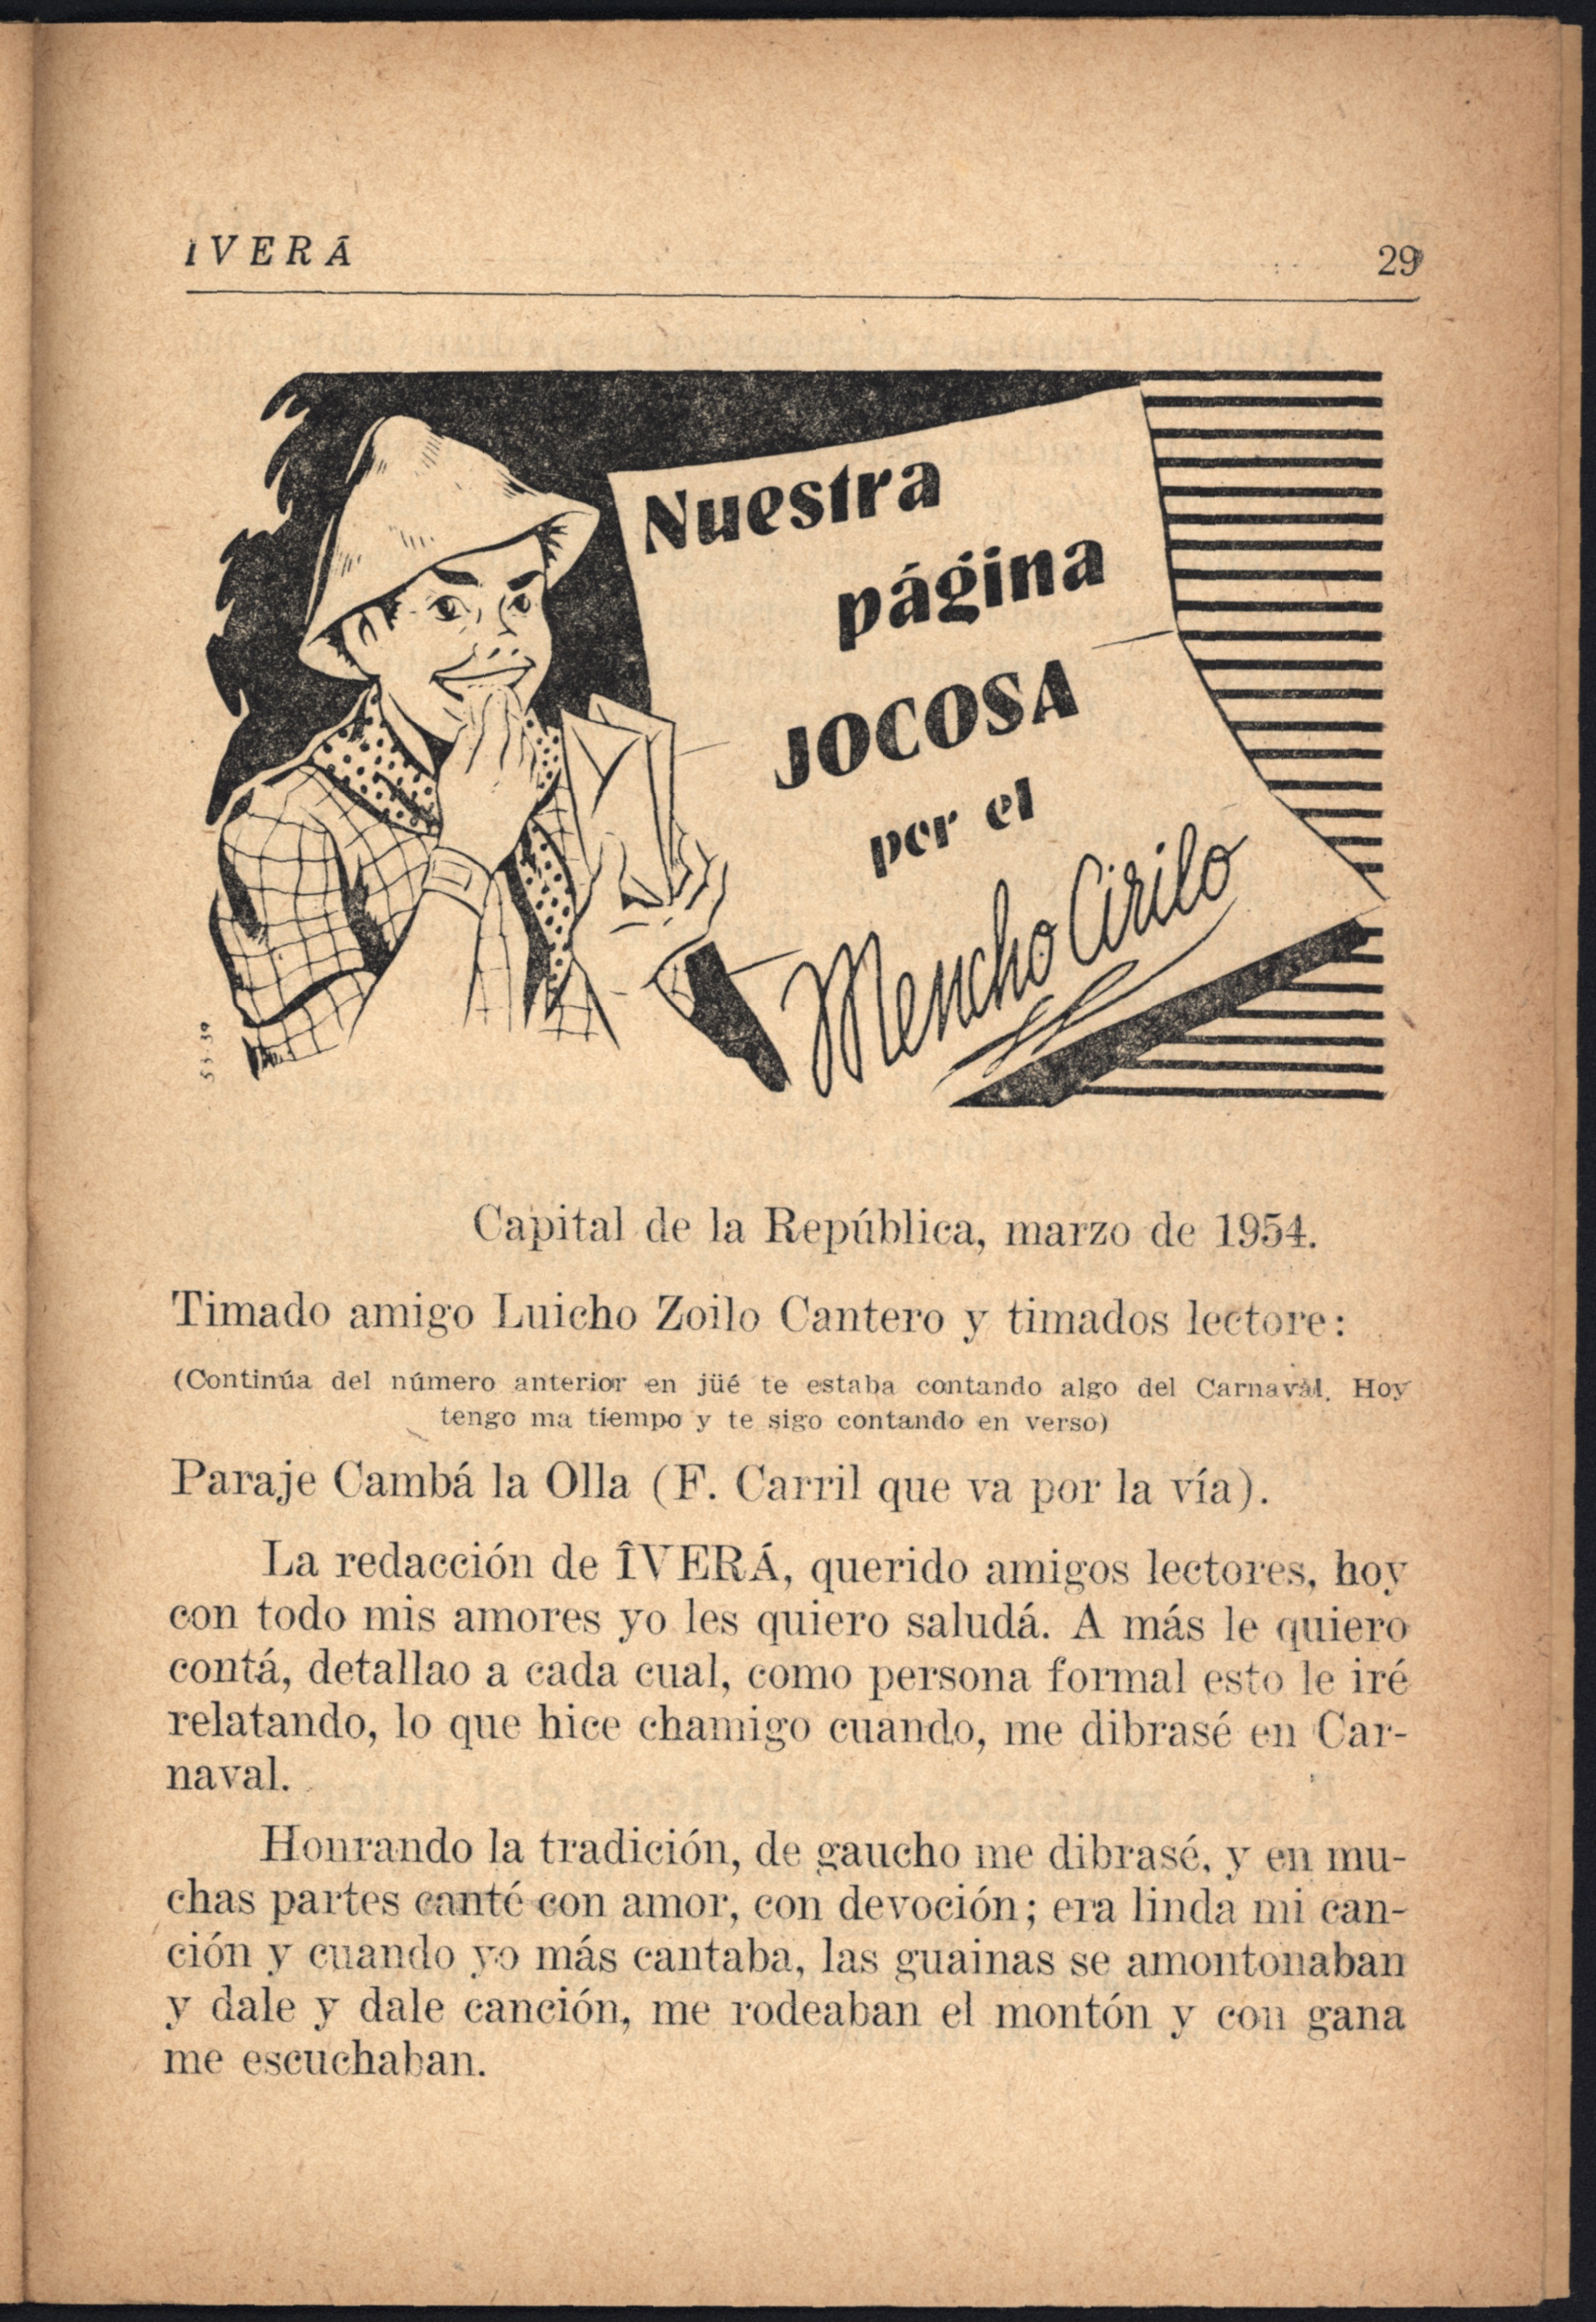 ÎVERÁ
29
Nuestra
página
JOCOSA
por el
Mencho Cirilo
Capital de la República, marzo de 1954.
Timado amigo Luicho Zoilo Cantero y timados lectore:
(Continúa del número anterior en jüé te estaba contando algo del Carnavál. Hoy
tengo ma tiempo y te sigo contando en verso)
Paraje Cambá la Olla (F. Carril que va por la vía).
La redacción de ÎVERÁ, querido amigos lectores, hoy
con todo mis amores yo les quiero saludá. A más le quiero
contá, detallao a cada cual, como persona formal esto le iré
relatando, lo que hice chamigo cuando, me dibrasé en Car-
naval.
Honrando la tradición, de gaucho me dibrasé, y en mu-
chas partes canté con amor, con devoción; era linda mi can-
ción y cuando yo más cantaba, las guainas se amontonaban
y dale y dale canción, me rodeaban el montón y con gana
me escuchaban.